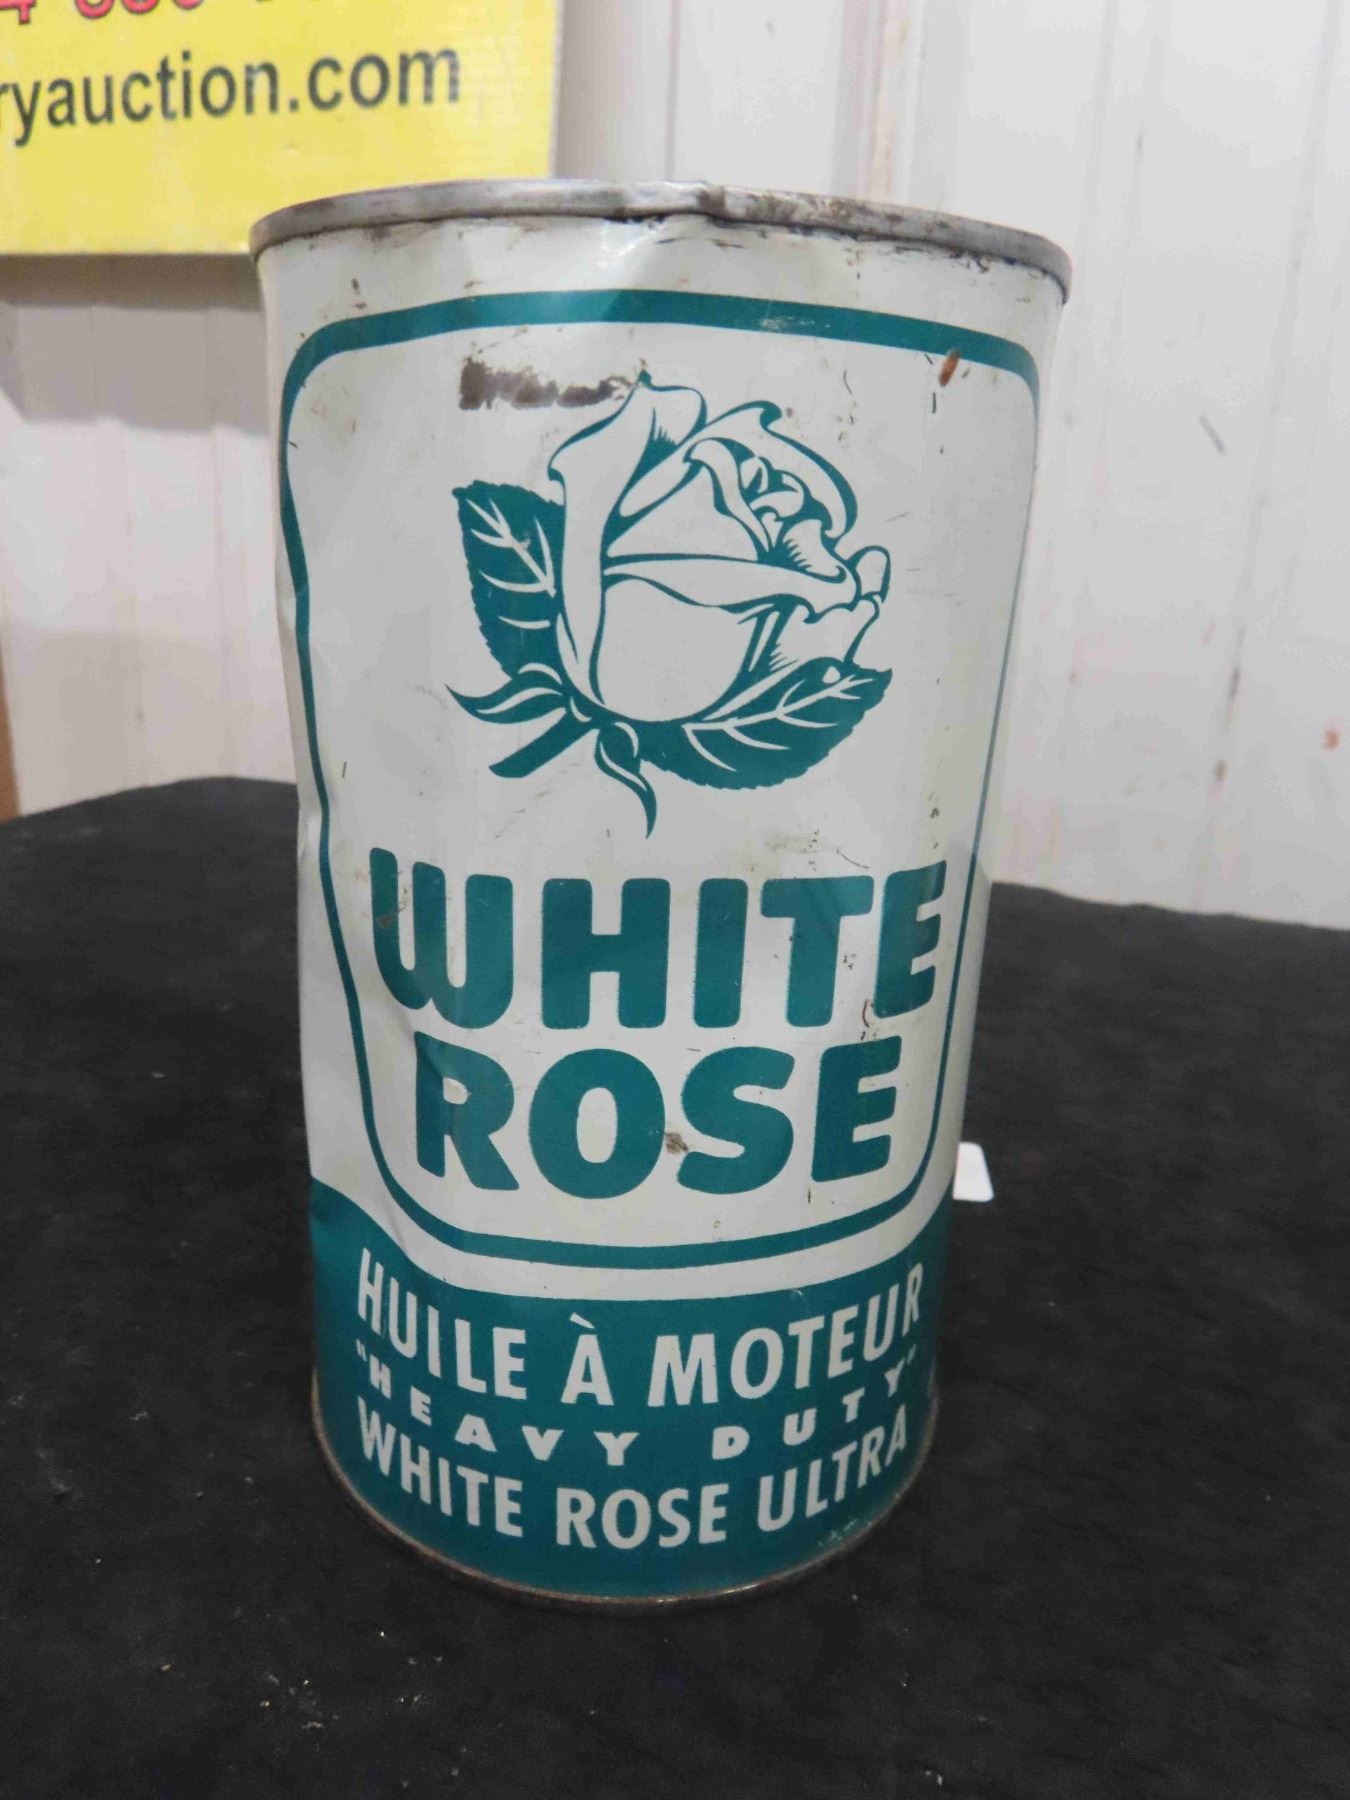 ryauction.com
WHITE
ROSE
HUILE À MOTEUR
"HEAVY DUTY"
WHITE ROSE ULTRA